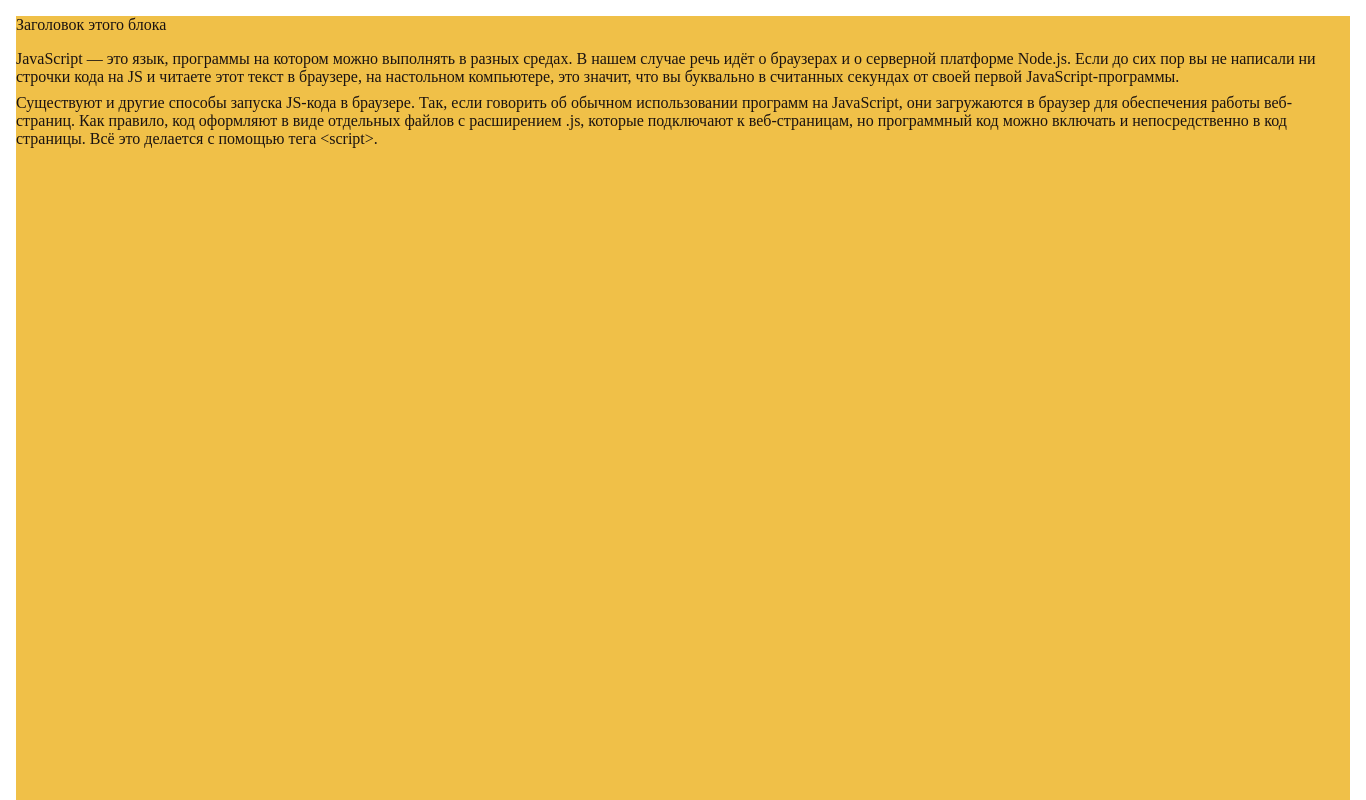 Заголовок этого блока
JavaScript — это язык, программы на котором можно выполнять в разных средах. В нашем случае речь идёт о браузерах и о серверной платформе Node.js. Если до сих пор вы не написали ни
строчки кода на JS и читаете этот текст в браузере, на настольном компьютере, это значит, что вы буквально в считанных секундах от своей первой JavaScript-программы.
Существуют и другие способы запуска JS-кода в браузере. Так, если говорить об обычном использовании программ на JavaScript, они загружаются в браузер для обеспечения работы веб-
страниц. Как правило, код оформляют в виде отдельных файлов с расширением .js, которые подключают к веб-страницам, но программный код можно включать и непосредственно в код
страницы. Всё это делается с помощью тега <script>.